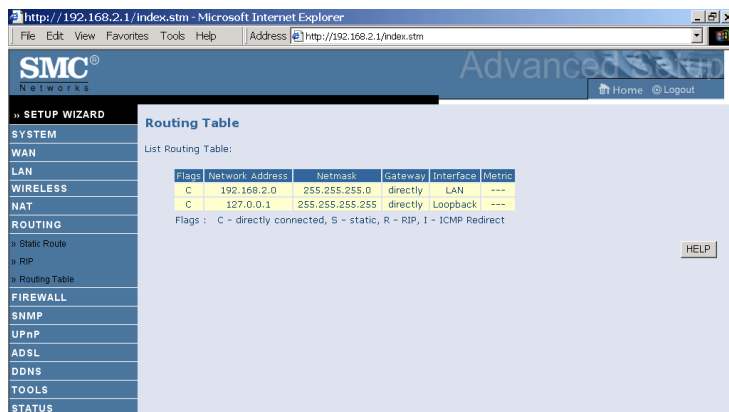 http://192.168.2.1/index.stm - Microsoft Internet Explorer
File Edit View Favorites Tools Help Address http://192.168.2.1/index.stm
SMC®
Networks
Advanced Setup
Home Logout
» SETUP WIZARD
SYSTEM
WAN
LAN
WIRELESS
NAT
ROUTING
» Static Route
» RIP
» Routing Table
FIREWALL
SNMP
UPnP
ADSL
DDNS
TOOLS
STATUS
Routing Table
List Routing Table:
Flags Network Address Netmask Gateway Interface Metric
C 192.168.2.0 255.255.255.0 directly LAN ---
C 127.0.0.1 255.255.255.255 directly Loopback ---
Flags : C - directly connected, S - static, R - RIP, I - ICMP Redirect
HELP